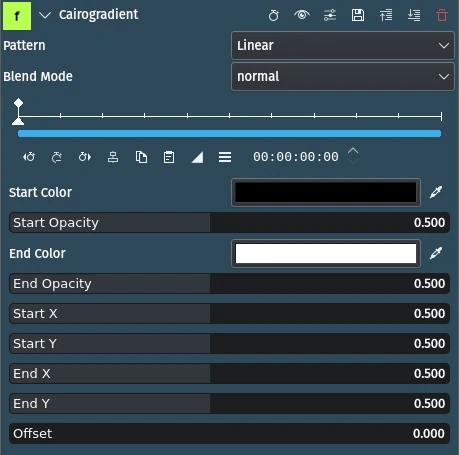 f Cairogradient
Pattern Linear
Blend Mode normal
00:00:00:00
Start Color
Start Opacity 0.500
End Color
End Opacity 0.500
Start X 0.500
Start Y 0.500
End X 0.500
End Y 0.500
Offset 0.000